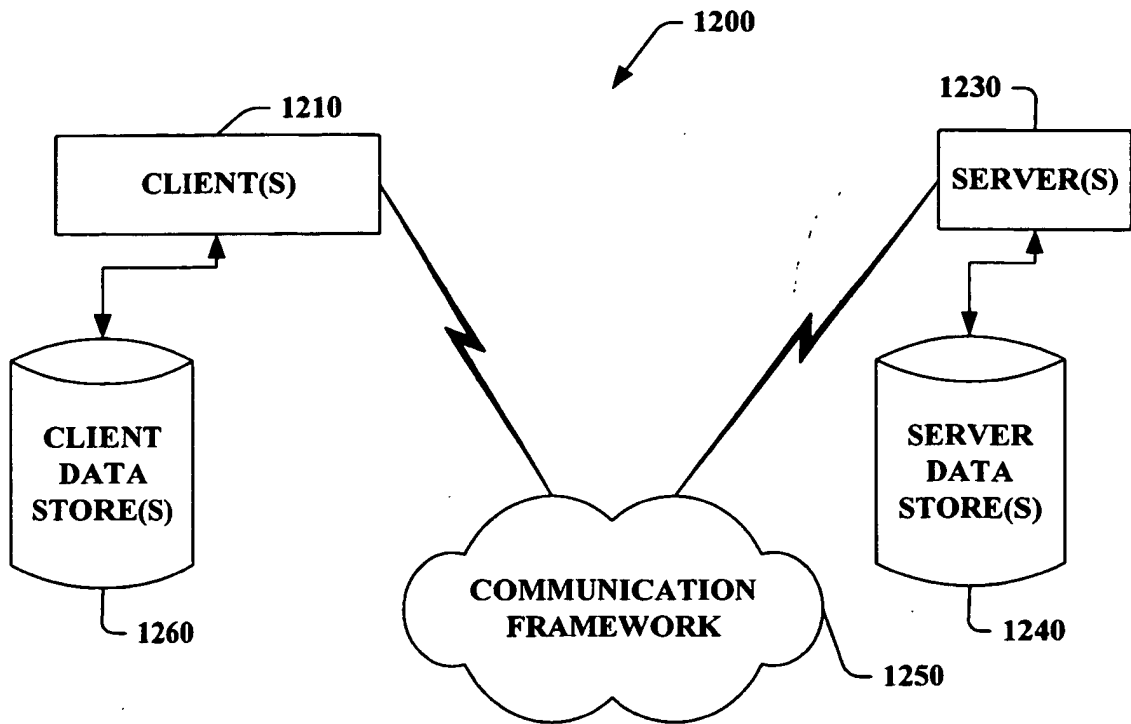 1200
1210
1230
CLIENT(S)
SERVER(S)
CLIENT
DATA
STORE(S)
SERVER
DATA
STORE(S)
COMMUNICATION
FRAMEWORK
1260
1240
1250